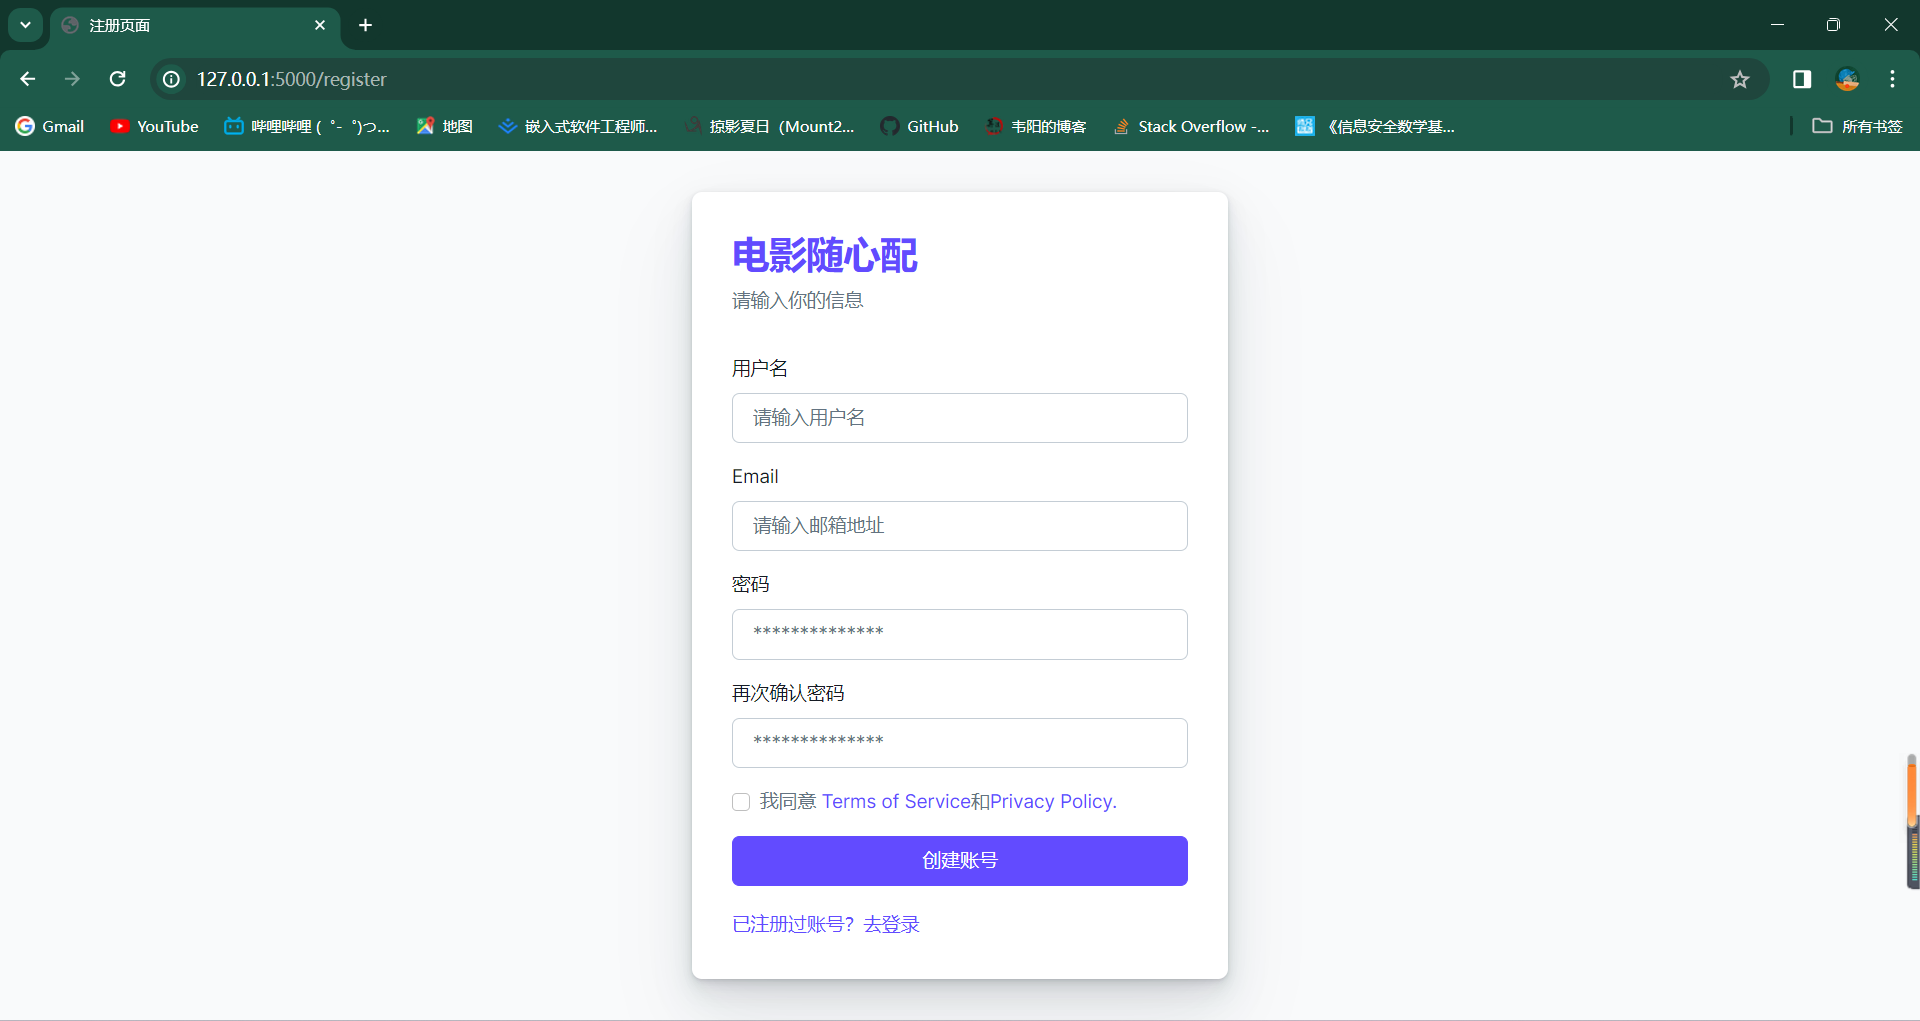 注册页面
127.0.0.1:5000/register
Gmail
YouTube
哔哩哔哩 ( ゜- ゜)つ...
地图
嵌入式软件工程师...
掠影夏日（Mount2...
GitHub
韦阳的博客
Stack Overflow -...
《信息安全数学基...
所有书签
电影随心配
请输入你的信息
用户名
请输入用户名
Email
请输入邮箱地址
密码
**************
再次确认密码
**************
我同意 Terms of Service和Privacy Policy.
创建账号
已注册过账号？去登录